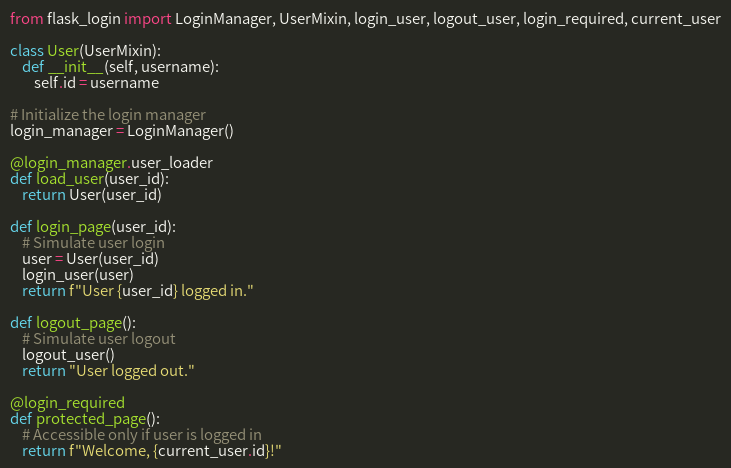 from flask_login import LoginManager, UserMixin, login_user, logout_user, login_required, current_user

class User(UserMixin):
    def __init__(self, username):
        self.id = username

# Initialize the login manager
login_manager = LoginManager()

@login_manager.user_loader
def load_user(user_id):
    return User(user_id)

def login_page(user_id):
    # Simulate user login
    user = User(user_id)
    login_user(user)
    return f"User {user_id} logged in."

def logout_page():
    # Simulate user logout
    logout_user()
    return "User logged out."

@login_required
def protected_page():
    # Accessible only if user is logged in
    return f"Welcome, {current_user.id}!"